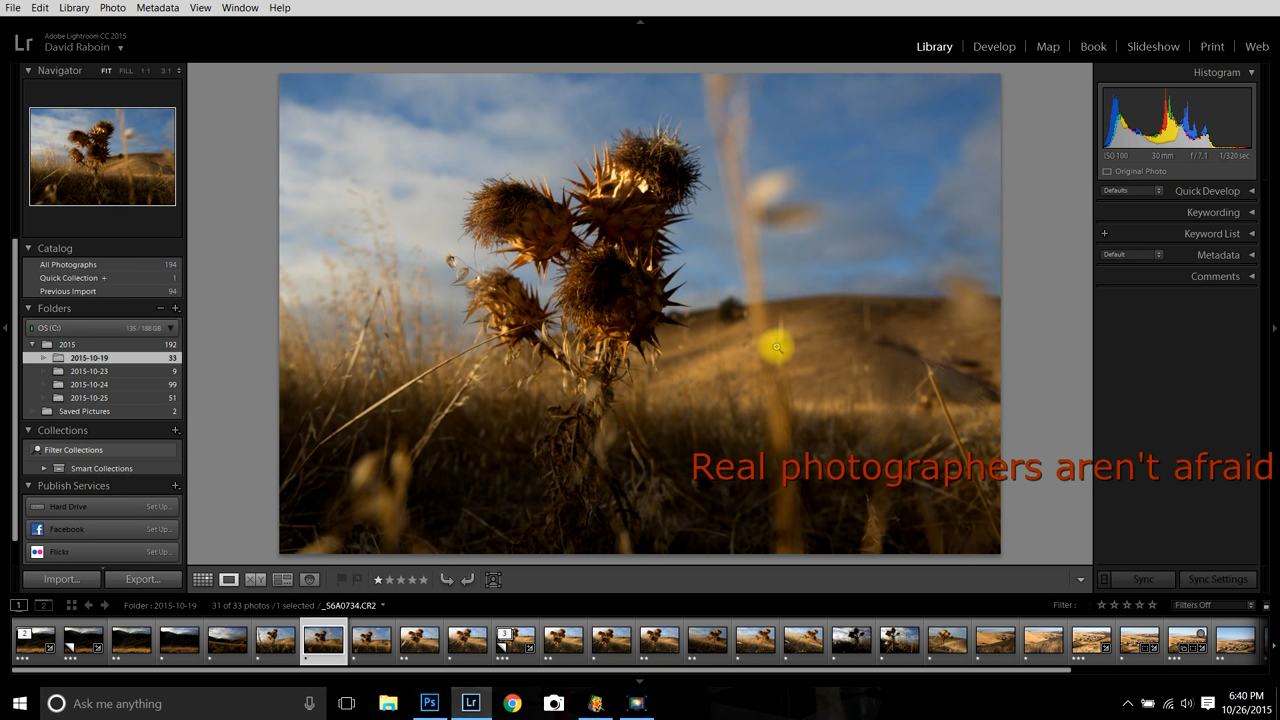 File Edit Library Photo Metadata View Window Help
Lr Adobe Lightroom CC 2015
David Raboin
Library | Develop | Map | Book | Slideshow | Print | Web
Navigator FIT FILL 1:1 3:1
Histogram
ISO 100 30 mm f / 7.1 1/320 sec
Original Photo
Defaults Quick Develop
Keywording
+ Keyword List
Default Metadata
Comments
Catalog
All Photographs 194
Quick Collection + 1
Previous Import 94
Folders
OS (C:) 135 / 188 GB
2015 192
2015-10-19 33
2015-10-23 9
2015-10-24 99
2015-10-25 51
Saved Pictures 2
Collections
Filter Collections
Smart Collections
Publish Services
Hard Drive Set Up...
Facebook Set Up...
Flickr Set Up...
Real photographers aren't afraid
Import... Export...
XY
Sync Sync Settings
1 2 Folder : 2015-10-19 31 of 33 photos / 1 selected / _S6A0734.CR2
Filter : Filters Off
2 3 3
Ask me anything
Ps Lr
6:40 PM
10/26/2015